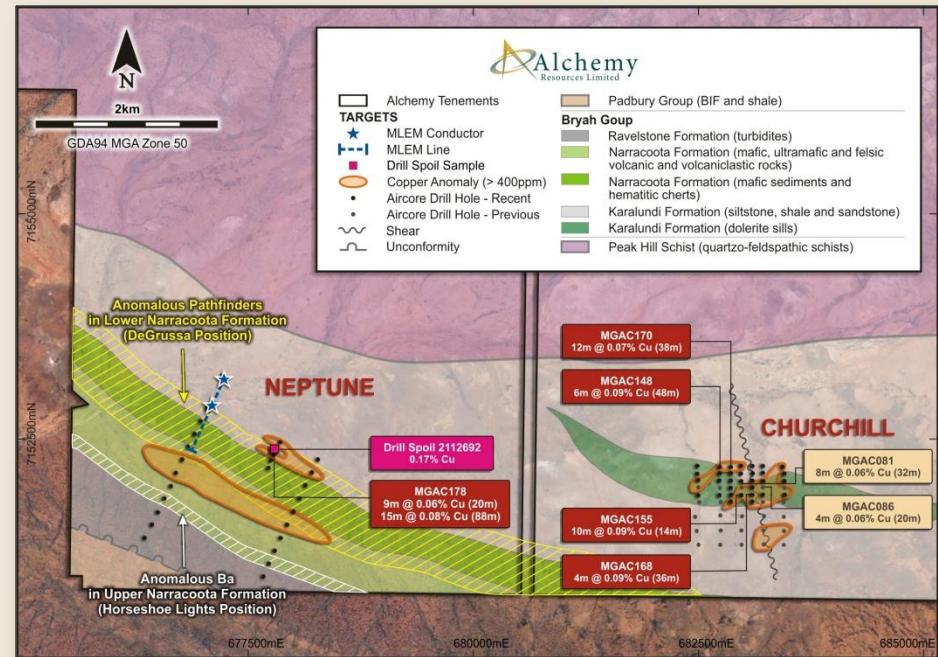 Alchemy
Resources Limited
N
2km
GDA94 MGA Zone 50
Alchemy Tenements
TARGETS
MLEM Conductor
MLEM Line
Drill Spoil Sample
Copper Anomaly (> 400ppm)
Aircore Drill Hole - Recent
Aircore Drill Hole - Previous
Shear
Unconformity
Padbury Group (BIF and shale)
Bryah Goup
Ravelstone Formation (turbidites)
Narracoota Formation (mafic, ultramafic and felsic
volcanic and volcaniclastic rocks)
Narracoota Formation (mafic sediments and
hematitic cherts)
Karalundi Formation (siltstone, shale and sandstone)
Karalundi Formation (dolerite sills)
Peak Hill Schist (quartzo-feldspathic schists)
7155000mN
7152500mN
Anomalous Pathfinders
in Lower Narracoota Formation
(DeGrussa Position)
NEPTUNE
Drill Spoil 2112692
0.17% Cu
MGAC178
9m @ 0.06% Cu (20m)
15m @ 0.08% Cu (88m)
Anomalous Ba
in Upper Narracoota Formation
(Horseshoe Lights Position)
MGAC170
12m @ 0.07% Cu (38m)
MGAC148
6m @ 0.09% Cu (48m)
CHURCHILL
MGAC081
8m @ 0.06% Cu (32m)
MGAC086
4m @ 0.06% Cu (20m)
MGAC155
10m @ 0.09% Cu (14m)
MGAC168
4m @ 0.09% Cu (36m)
677500mE
680000mE
682500mE
685000mE